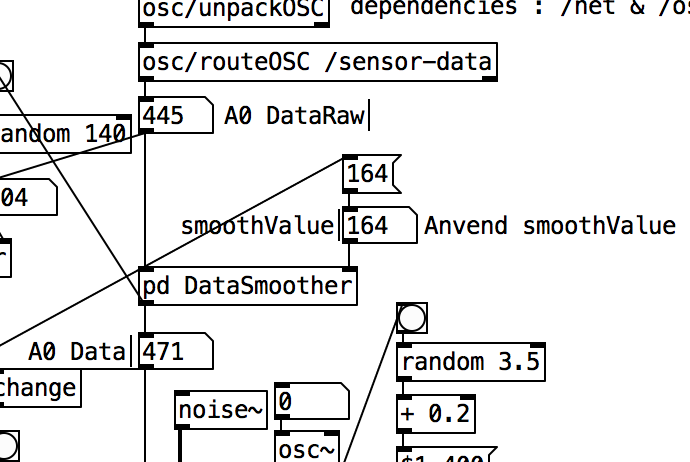 osc/unpackOSC
dependencies : /net & /os
osc/routeOSC /sensor-data
445
A0 DataRaw
andom 140
164
04
smoothValue
164
Anvend smoothValue
r
pd DataSmoother
A0 Data
471
random 3.5
change
noise~
0
+ 0.2
osc~
$1 400